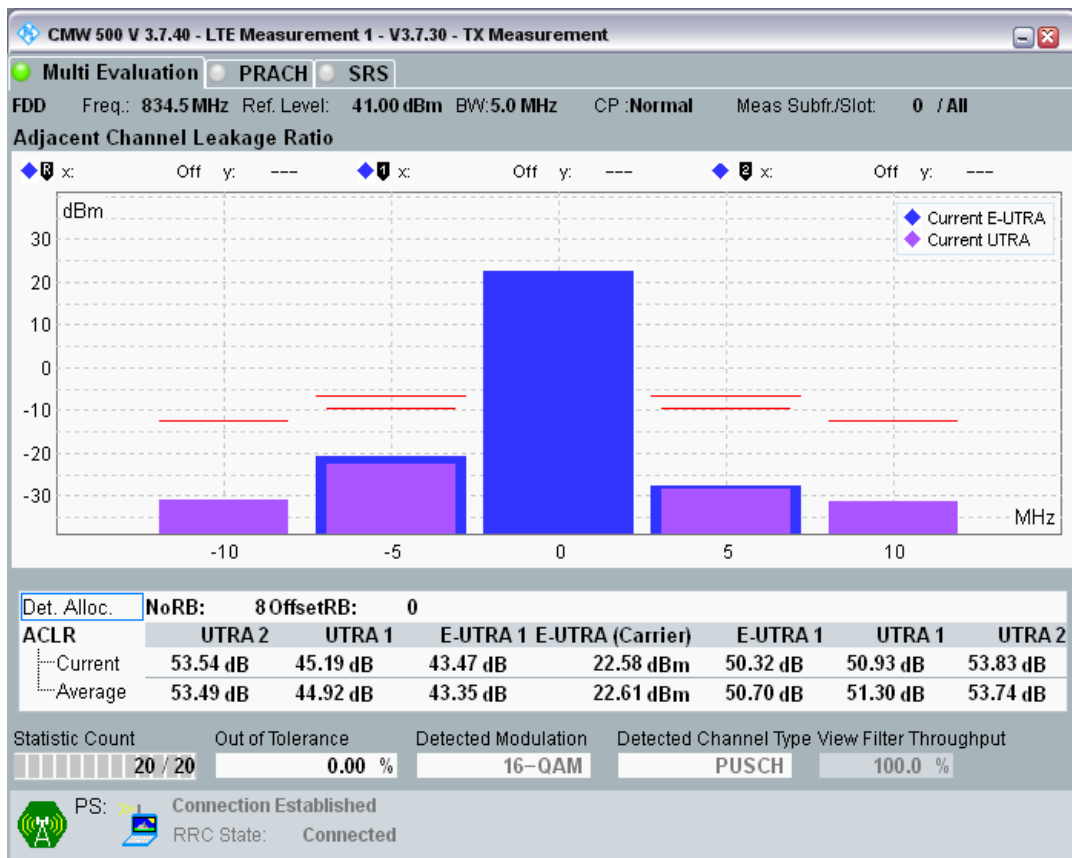 CMW 500 V 3.7.40 - LTE Measurement 1 - V3.7.30 - TX Measurement
Multi Evaluation PRACH SRS
FDD Freq.: 834.5 MHz Ref. Level: 41.00 dBm BW:5.0 MHz CP :Normal Meas Subfr./Slot: 0 / All
Adjacent Channel Leakage Ratio
R x: Off y: --- 1 x: Off y: --- 2 x: Off y: ---
dBm
Current E-UTRA
Current UTRA
30
20
10
0
-10
-20
-30
MHz
-10 -5 0 5 10
Det. Alloc. NoRB: 8 OffsetRB: 0
ACLR UTRA 2 UTRA 1 E-UTRA 1 E-UTRA (Carrier) E-UTRA 1 UTRA 1 UTRA 2
Current 53.54 dB 45.19 dB 43.47 dB 22.58 dBm 50.32 dB 50.93 dB 53.83 dB
Average 53.49 dB 44.92 dB 43.35 dB 22.61 dBm 50.70 dB 51.30 dB 53.74 dB
Statistic Count Out of Tolerance Detected Modulation Detected Channel Type View Filter Throughput
20 / 20 0.00 % 16-QAM PUSCH 100.0 %
PS: Connection Established
RRC State: Connected